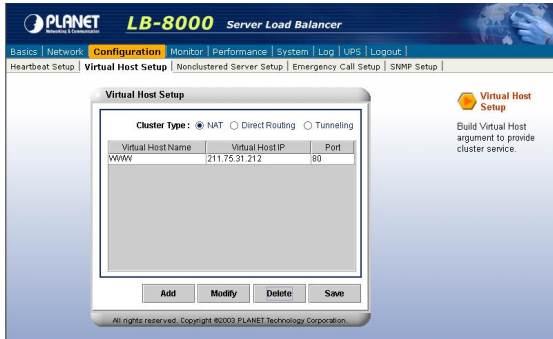 PLANET
Networking & Communication
LB-8000 Server Load Balancer
Basics | Network | Configuration | Monitor | Performance | System | Log | UPS | Logout |
Heartbeat Setup | Virtual Host Setup | Nonclustered Server Setup | Emergency Call Setup | SNMP Setup |
Virtual Host Setup
Cluster Type : NAT Direct Routing Tunneling
Virtual Host Name Virtual Host IP Port
WWW 211.75.31.212 80
Add Modify Delete Save
All rights reserved. Copyright ©2003 PLANET Technology Corporation.
Virtual Host
Setup
Build Virtual Host
argument to provide
cluster service.